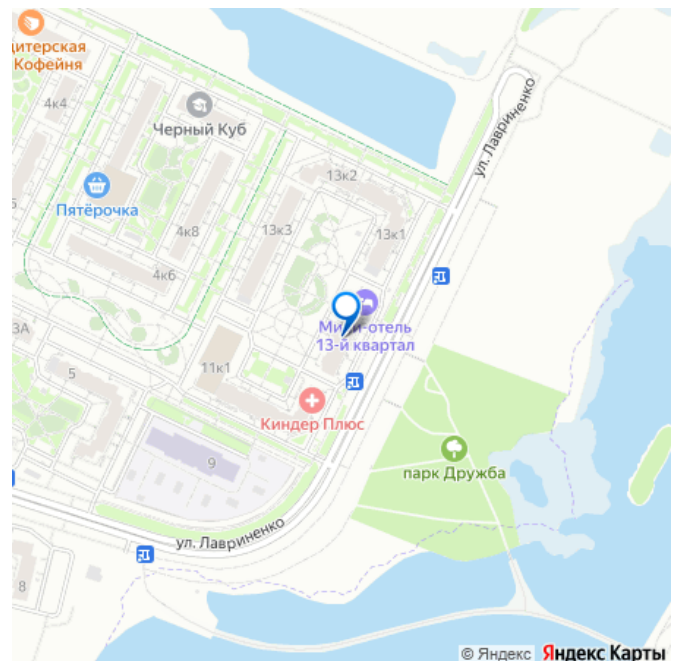 дитерская
Кофейня
4к4
Черный Куб
ул. Лавриненко
Пятёрочка
13к2
4к8
13к3
13к1
4к6
Мини-отель
13-й квартал
3А
11к1
5
Киндер Плюс
9
парк Дружба
ул. Лавриненко
8
© Яндекс Яндекс Карты